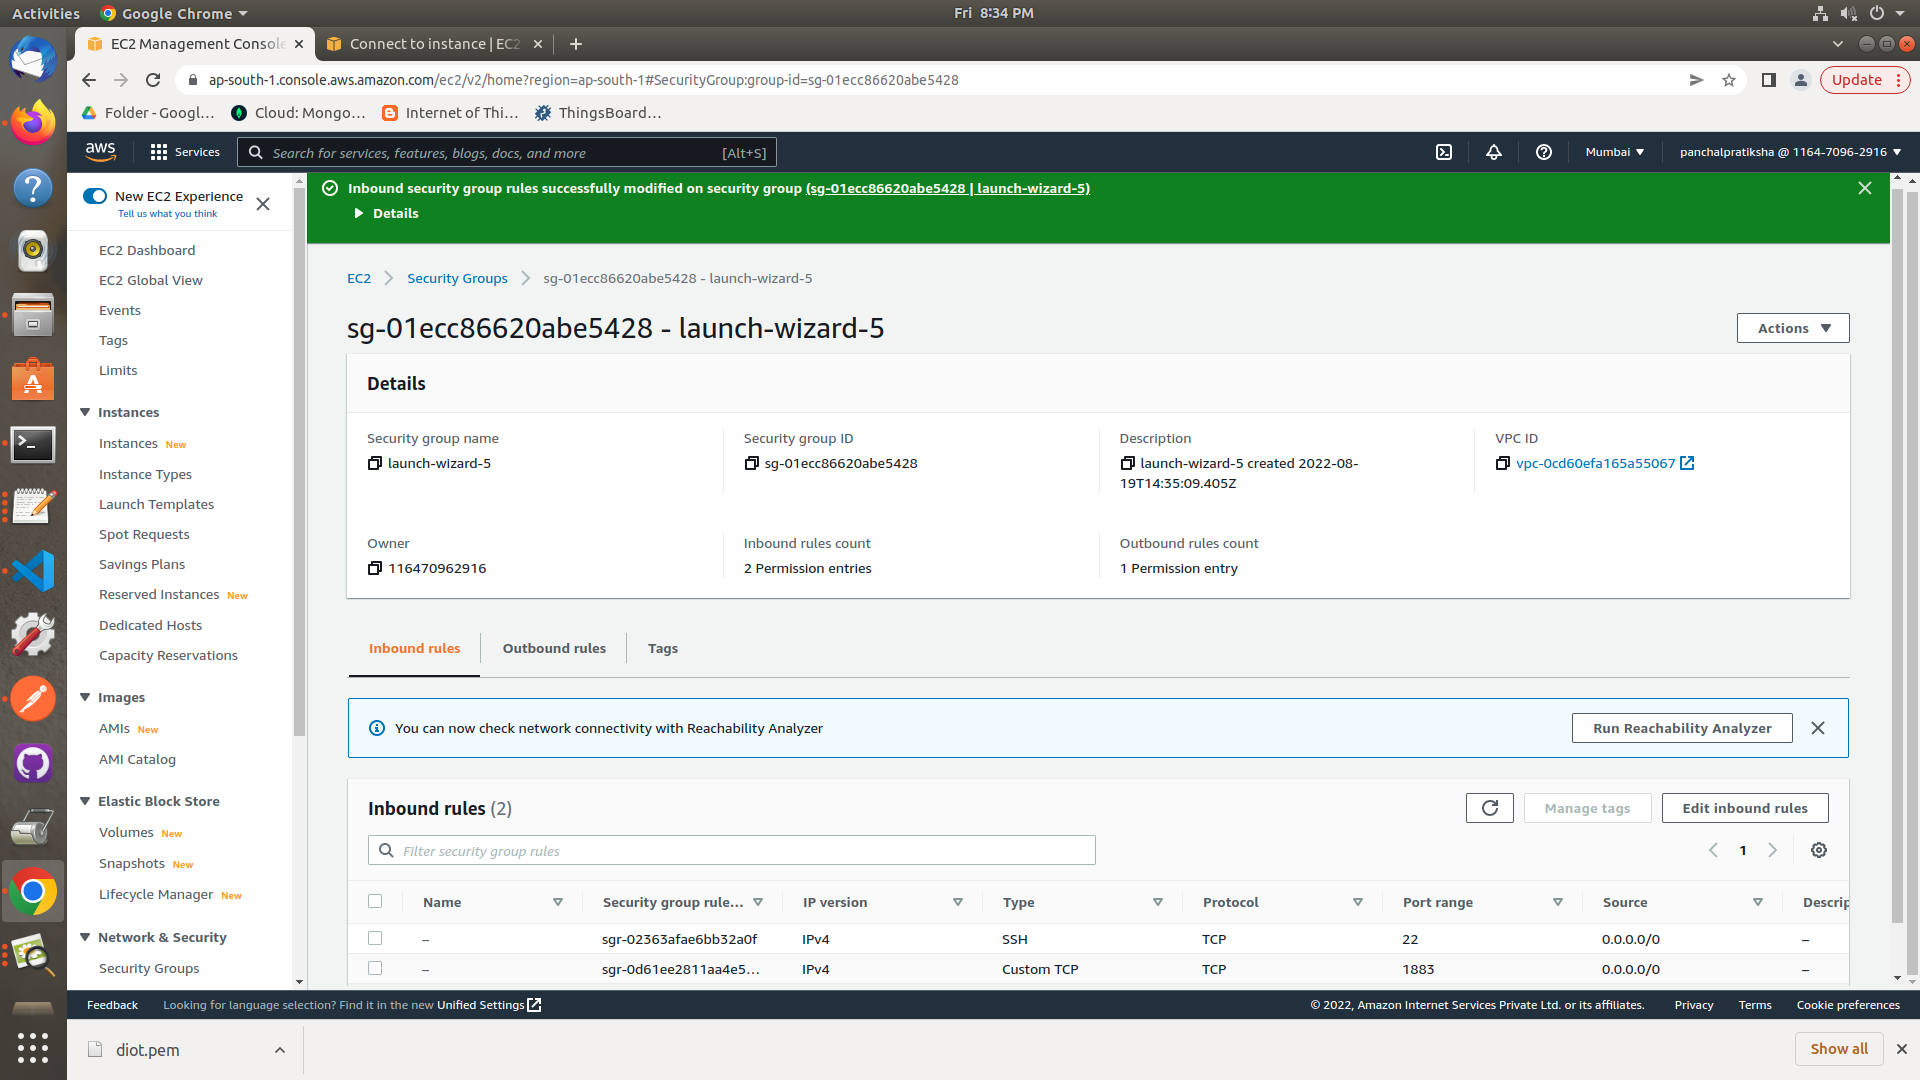 Activities
Google Chrome
Fri 8:34 PM
EC2 Management Console
Connect to instance | EC2
ap-south-1.console.aws.amazon.com/ec2/v2/home?region=ap-south-1#SecurityGroup:group-id=sg-01ecc86620abe5428
Update
Folder - Googl...
Cloud: Mongo...
Internet of Thi...
ThingsBoard...
aws
Services
Search for services, features, blogs, docs, and more
[Alt+S]
Mumbai
panchalpratiksha @ 1164-7096-2916
New EC2 Experience
Tell us what you think
EC2 Dashboard
EC2 Global View
Events
Tags
Limits
Instances
Instances New
Instance Types
Launch Templates
Spot Requests
Savings Plans
Reserved Instances New
Dedicated Hosts
Capacity Reservations
Images
AMIs New
AMI Catalog
Elastic Block Store
Volumes New
Snapshots New
Lifecycle Manager New
Network & Security
Security Groups
Inbound security group rules successfully modified on security group (sg-01ecc86620abe5428 | launch-wizard-5)
Details
EC2
Security Groups
sg-01ecc86620abe5428 - launch-wizard-5
sg-01ecc86620abe5428 - launch-wizard-5
Actions
Details
Security group name
launch-wizard-5
Security group ID
sg-01ecc86620abe5428
Description
launch-wizard-5 created 2022-08-
19T14:35:09.405Z
VPC ID
vpc-0cd60efa165a55067
Owner
116470962916
Inbound rules count
2 Permission entries
Outbound rules count
1 Permission entry
Inbound rules
Outbound rules
Tags
You can now check network connectivity with Reachability Analyzer
Run Reachability Analyzer
Inbound rules (2)
Manage tags
Edit inbound rules
Filter security group rules
1
Name
Security group rule...
IP version
Type
Protocol
Port range
Source
Descrip
– sgr-02363afae6bb32a0f IPv4 SSH TCP 22 0.0.0.0/0 –
– sgr-0d61ee2811aa4e5... IPv4 Custom TCP TCP 1883 0.0.0.0/0 –
Feedback
Looking for language selection? Find it in the new Unified Settings
© 2022, Amazon Internet Services Private Ltd. or its affiliates.
Privacy
Terms
Cookie preferences
diot.pem
Show all